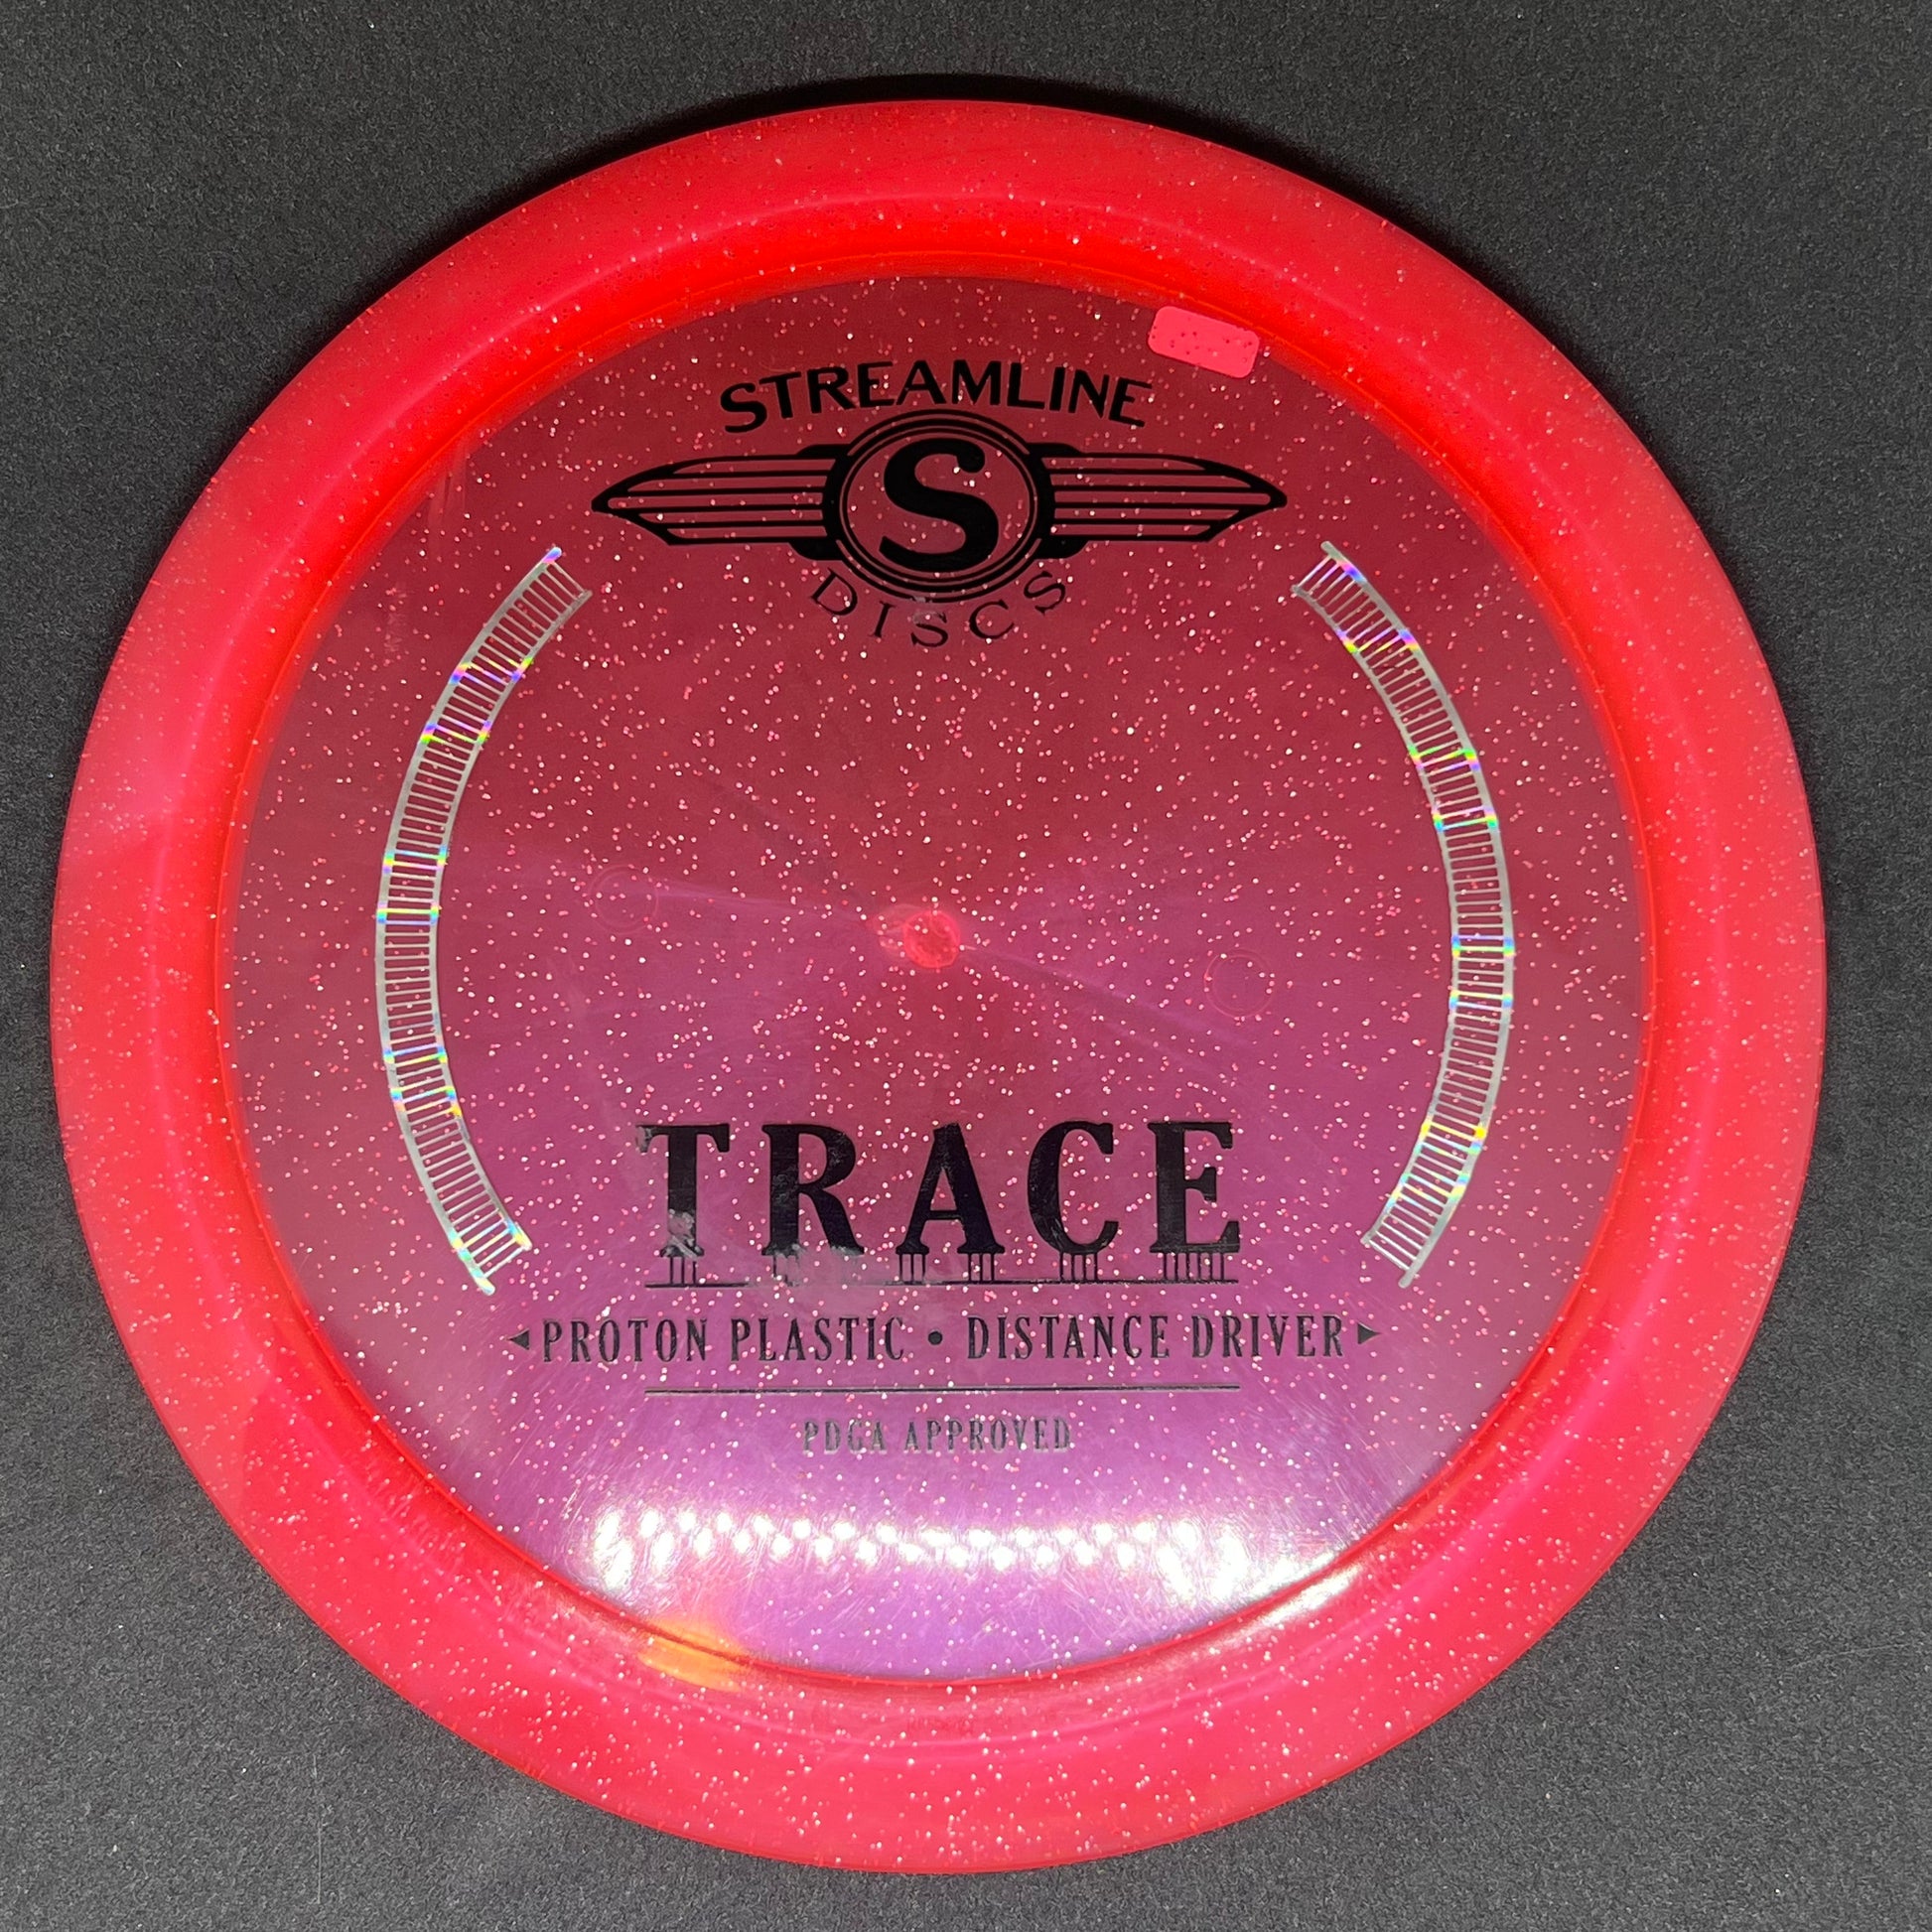 STREAMLINE
S
DISCS
TRACE
PROTON PLASTIC • DISTANCE DRIVER
PDGA APPROVED